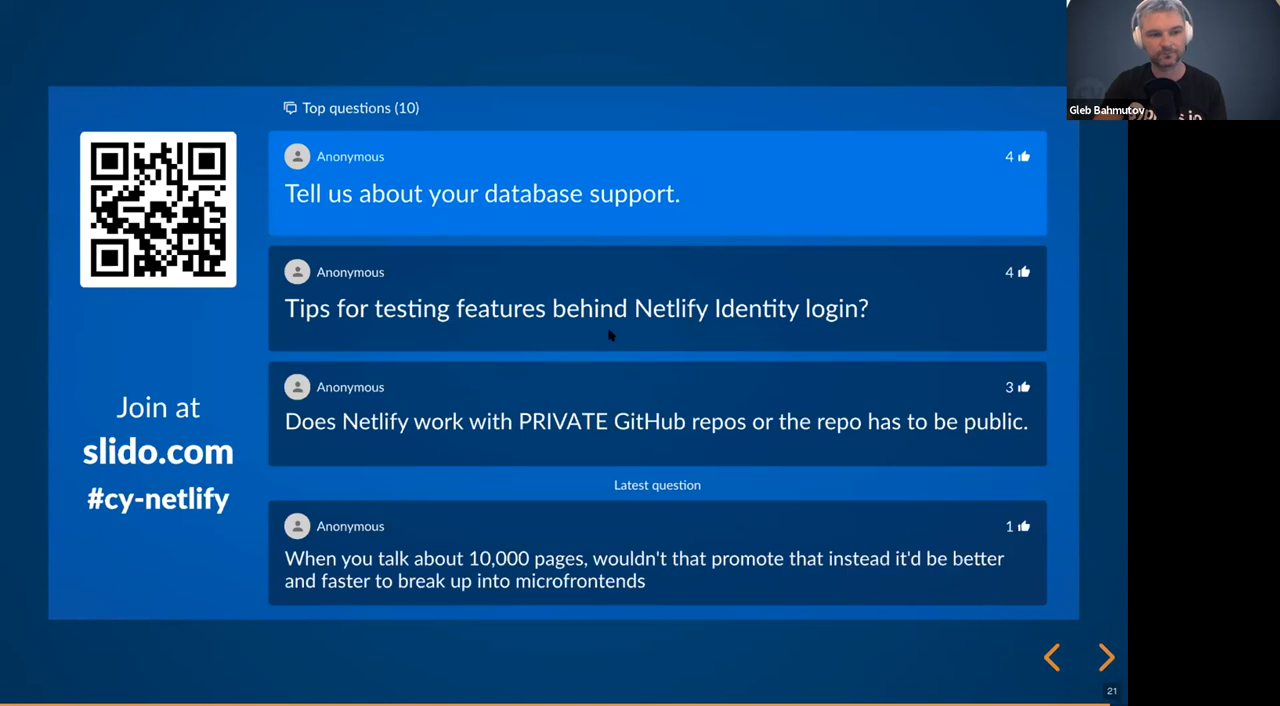 Top questions (10)
Anonymous
4
Tell us about your database support.
Anonymous
4
Tips for testing features behind Netlify Identity login?
Anonymous
3
Does Netlify work with PRIVATE GitHub repos or the repo has to be public.
Latest question
Anonymous
1
When you talk about 10,000 pages, wouldn't that promote that instead it'd be better
and faster to break up into microfrontends
Join at
slido.com
#cy-netlify
Gleb Bahmutov
21